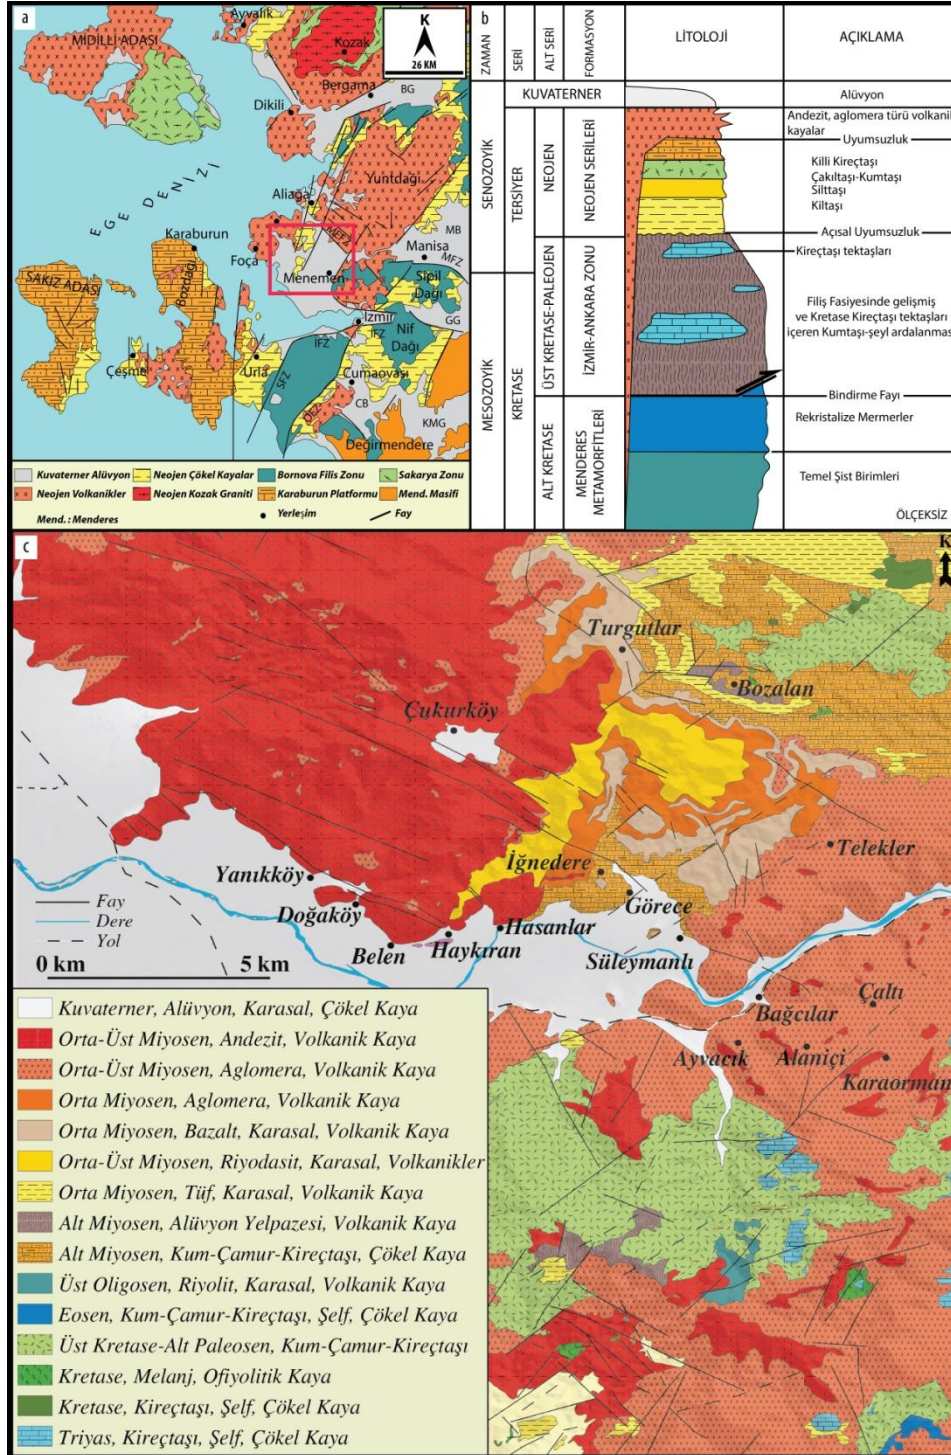 a
Ayvalık
MİDİLLİ ADASI
Kozak
K
26 KM
Bergama
BG
Dikili
Yuntdağı
EGE DENİZİ
Aliağa
Karaburun
MEFZ
MB
Foça
Manisa
MFZ
Menemen
Sipil
Dağı
SAKIZ ADASI
Bozdağı
İzmir
GG
İFZ
İFZ
Nif
Dağı
Çeşme
Urla
SFZ
Cumaovası
OFZ
CB
KMG
Değirmendere
Kuvaterner Alüvyon
Neojen Çökel Kayalar
Bornova Filis Zonu
Sakarya Zonu
Neojen Volkanikler
Neojen Kozak Graniti
Karaburun Platformu
Mend. Masifi
Mend. : Menderes
Yerleşim
Fay
b
ZAMAN
SERİ
ALT SERİ
FORMASYON
LİTOLOJİ
AÇIKLAMA
SENOZOYİK
MESOZOYİK
TERSİYER
KRETASE
KUVATERNER
NEOJEN
ÜST KRETASE-PALEOJEN
ALT KRETASE
NEOJEN SERİLERİ
İZMİR-ANKARA ZONU
MENDERES
METAMORFİTLERİ
Alüvyon
Andezit, aglomera türü volkanik
kayalar
Uyumsuzluk
Killi Kireçtaşı
Çakıltaşı-Kumtaşı
Silttaşı
Kiltaşı
Açısal Uyumsuzluk
Kireçtaşı tektaşları
Filiş Fasiyesinde gelişmiş
ve Kretase Kireçtaşı tektaşları
içeren Kumtaşı-şeyl ardalanması
Bindirme Fayı
Rekristalize Mermerler
Temel Şist Birimleri
ÖLÇEKSİZ
c
K
Turgutlar
Bozalan
Çukurköy
Telekler
İğnedere
Yanıkköy
Görece
Doğaköy
Hasanlar
Haykıran
Belen
Süleymanlı
Fay
Dere
Yol
0 km
5 km
Çaltı
Bağcılar
Ayvacık
Alaniçi
Karaorman
Kuvaterner, Alüvyon, Karasal, Çökel Kaya
Orta-Üst Miyosen, Andezit, Volkanik Kaya
Orta-Üst Miyosen, Aglomera, Volkanik Kaya
Orta Miyosen, Aglomera, Volkanik Kaya
Orta Miyosen, Bazalt, Karasal, Volkanik Kaya
Orta-Üst Miyosen, Riyodasit, Karasal, Volkanikler
Orta Miyosen, Tüf, Karasal, Volkanik Kaya
Alt Miyosen, Alüvyon Yelpazesi, Volkanik Kaya
Alt Miyosen, Kum-Çamur-Kireçtaşı, Çökel Kaya
Üst Oligosen, Riyolit, Karasal, Volkanik Kaya
Eosen, Kum-Çamur-Kireçtaşı, Şelf, Çökel Kaya
Üst Kretase-Alt Paleosen, Kum-Çamur-Kireçtaşı
Kretase, Melanj, Ofiyolitik Kaya
Kretase, Kireçtaşı, Şelf, Çökel Kaya
Triyas, Kireçtaşı, Şelf, Çökel Kaya